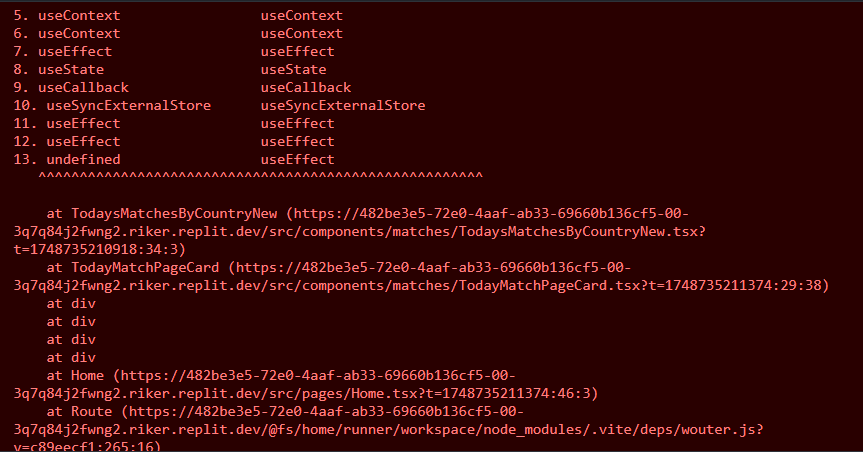 5. useContext                 useContext
6. useContext                 useContext
7. useEffect                  useEffect
8. useState                   useState
9. useCallback                useCallback
10. useSyncExternalStore      useSyncExternalStore
11. useEffect                 useEffect
12. useEffect                 useEffect
13. undefined                 useEffect
   ^^^^^^^^^^^^^^^^^^^^^^^^^^^^^^^^^^^^^^^^^^^^^^^^^^^^^^
    at TodaysMatchesByCountryNew (https://482be3e5-72e0-4aaf-ab33-69660b136cf5-00-
3q7q84j2fwng2.riker.replit.dev/src/components/matches/TodaysMatchesByCountryNew.tsx?
t=1748735210918:34:3)
    at TodayMatchPageCard (https://482be3e5-72e0-4aaf-ab33-69660b136cf5-00-
3q7q84j2fwng2.riker.replit.dev/src/components/matches/TodayMatchPageCard.tsx?t=1748735211374:29:38)
    at div
    at div
    at div
    at div
    at Home (https://482be3e5-72e0-4aaf-ab33-69660b136cf5-00-
3q7q84j2fwng2.riker.replit.dev/src/pages/Home.tsx?t=1748735211374:46:3)
    at Route (https://482be3e5-72e0-4aaf-ab33-69660b136cf5-00-
3q7q84j2fwng2.riker.replit.dev/@fs/home/runner/workspace/node_modules/.vite/deps/wouter.js?
v=c89eecf1:265:16)